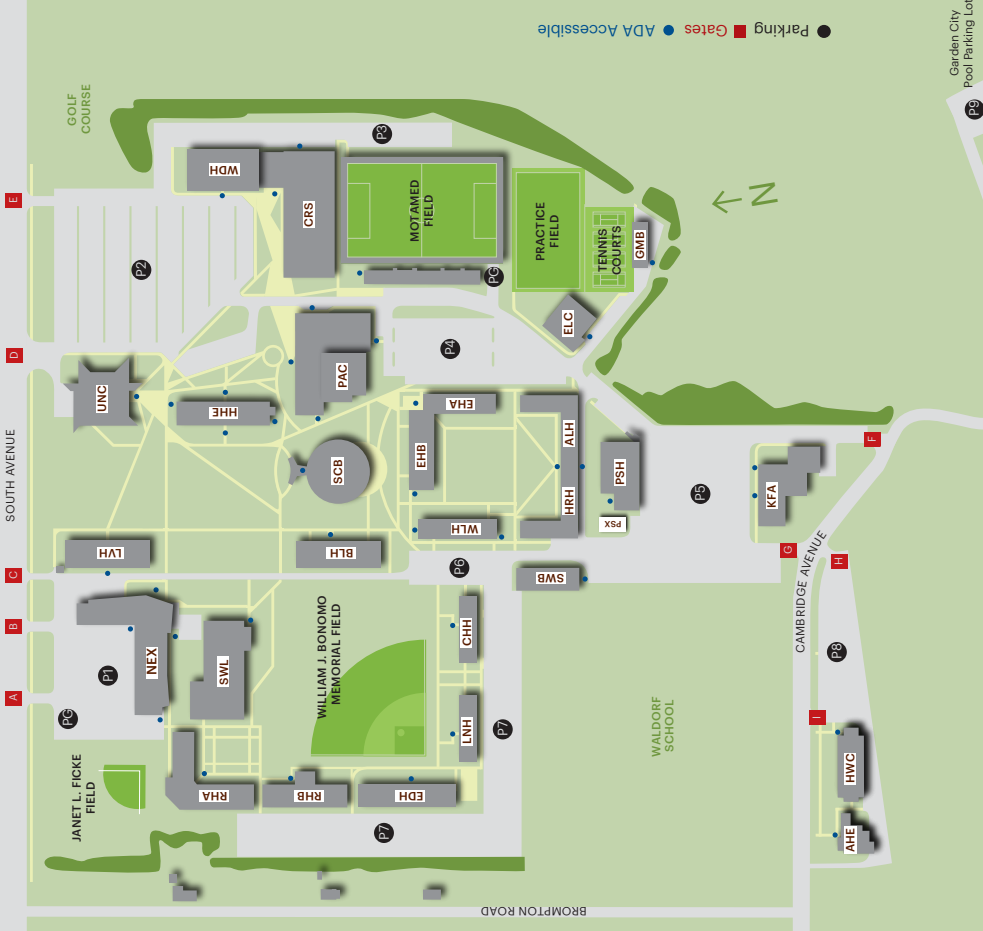 Parking
Gates
ADA Accessible
Garden City
Pool Parking Lot
P9
GOLF
COURSE
P3
WDH
E
CRS
MOTAMED
FIELD
PRACTICE
FIELD
TENNIS
COURTS
GMB
N
P2
PG
ELC
D
P4
PAC
UNC
HHE
EHA
EHB
ALH
SCB
PSH
F
SOUTH AVENUE
P5
KFA
HRH
PSX
WLH
LVH
BLH
G
CAMBRIDGE AVENUE
H
C
P6
SWB
B
WILLIAM J. BONOMO
MEMORIAL FIELD
CHH
NEX
SWL
P1
P8
A
PG
LNH
P7
WALDORF
SCHOOL
I
HWC
JANET L. FICKE
FIELD
RHA
RHB
EDH
P7
AHE
BROMPTON ROAD